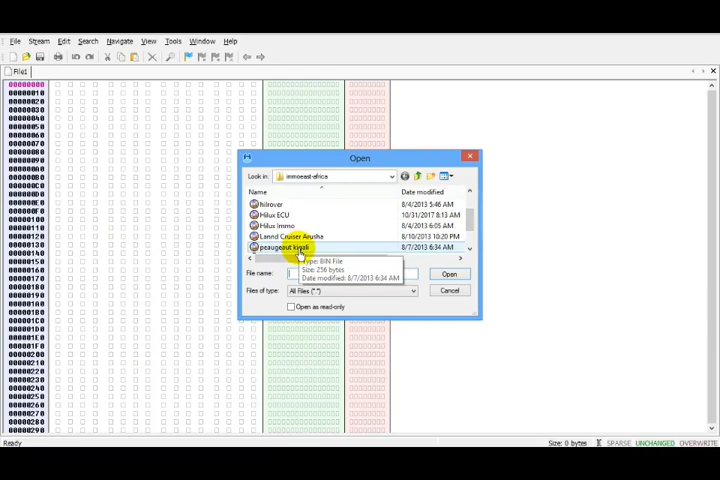 File Stream Edit Search Navigate View Tools Window Help
File1
00000000
00000010
00000020
00000030
00000040
00000050
00000060
00000070
00000080
00000090
000000A0
000000B0
000000C0
000000D0
000000E0
000000F0
00000100
00000110
00000120
00000130
00000140
00000150
00000160
00000170
00000180
00000190
000001A0
000001B0
000001C0
000001D0
000001E0
000001F0
00000200
00000210
00000220
00000230
00000240
00000250
00000260
00000270
00000280
00000290
Open
Look in: immoeast-africa
Name Date modified
hilrover 8/4/2013 5:46 AM
Hilux ECU 10/31/2017 8:13 AM
Hilux Immo 8/4/2013 6:05 AM
Lannd Cruiser Arusha 8/10/2013 10:20 PM
peaugeaut kigali 8/7/2013 6:34 AM
Type: BIN File
Size: 256 bytes
Date modified: 8/7/2013 6:34 AM
File name: Open
Files of type: All Files (*.*) Cancel
Open as read-only
Ready Size: 0 bytes SPARSE UNCHANGED OVERWRITE